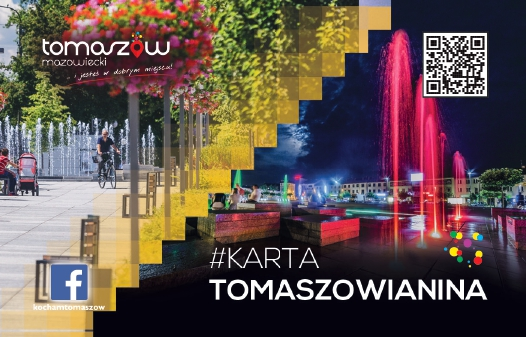 tomaszów
mazowiecki
i jesteś w dobrym miejscu!
#KARTA
TOMASZOWIANINA
f
kochamtomaszow